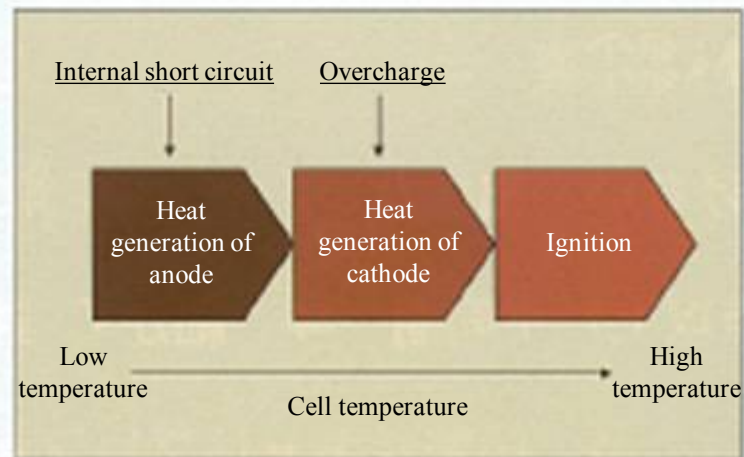 Internal short circuit
Overcharge
Heat
generation of
anode
Heat
generation of
cathode
Ignition
Low
temperature
High
temperature
Cell temperature